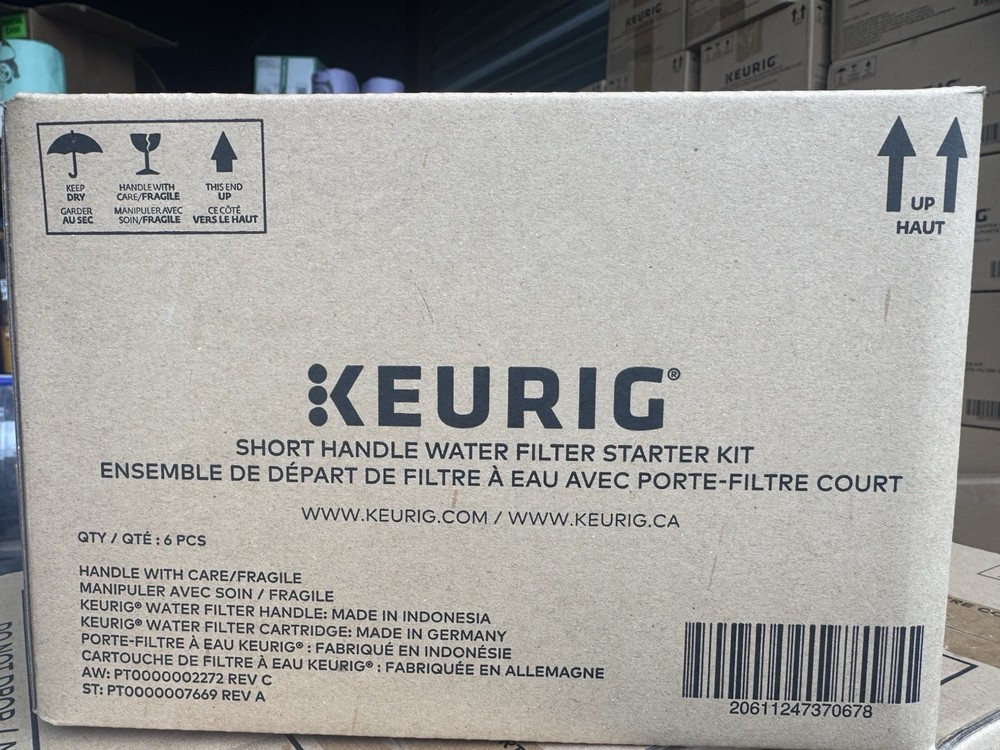 KEURIG
KEURIG
KEEP
DRY
GARDER
AU SEC
HANDLE WITH
CARE/FRAGILE
MANIPULER AVEC
SOIN/FRAGILE
THIS END
UP
CE CÔTÉ
VERS LE HAUT
UP
HAUT
KEURIG®
SHORT HANDLE WATER FILTER STARTER KIT
ENSEMBLE DE DÉPART DE FILTRE À EAU AVEC PORTE-FILTRE COURT
WWW.KEURIG.COM / WWW.KEURIG.CA
QTY / QTÉ : 6 PCS
HANDLE WITH CARE/FRAGILE
MANIPULER AVEC SOIN / FRAGILE
KEURIG® WATER FILTER HANDLE: MADE IN INDONESIA
KEURIG® WATER FILTER CARTRIDGE: MADE IN GERMANY
PORTE-FILTRE À EAU KEURIG® : FABRIQUÉ EN INDONÉSIE
CARTOUCHE DE FILTRE À EAU KEURIG® : FABRIQUÉE EN ALLEMAGNE
AW: PT0000002272 REV C
ST: PT0000007669 REV A
20611247370678
DO NOT DROP